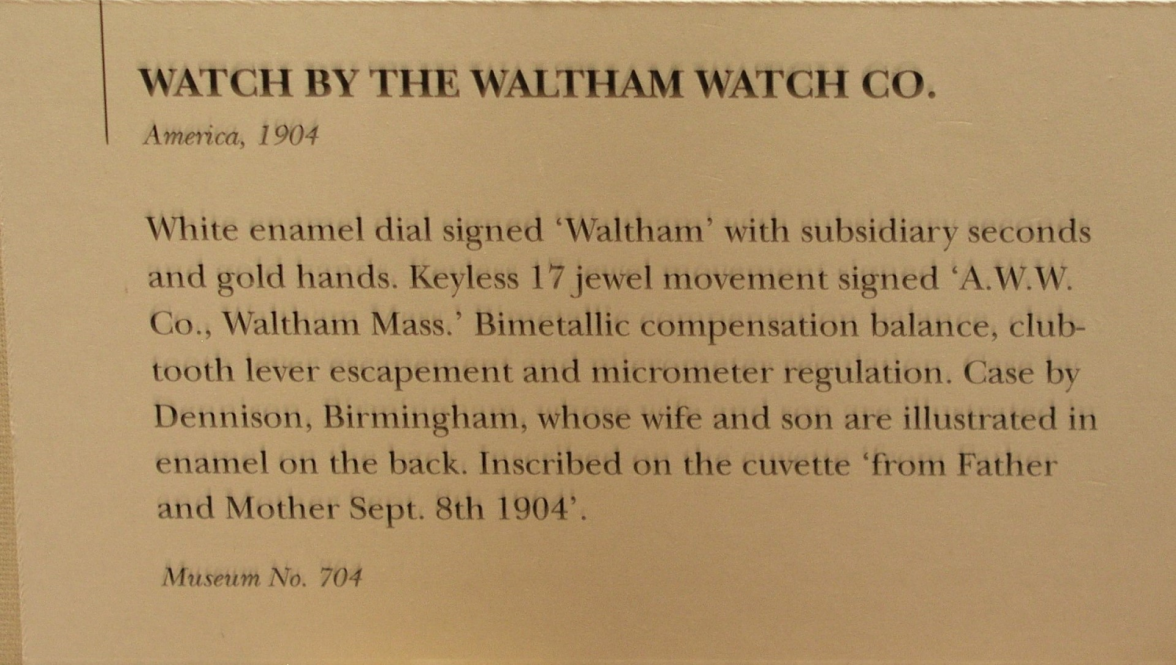 WATCH BY THE WALTHAM WATCH CO.
America, 1904
White enamel dial signed ‘Waltham’ with subsidiary seconds
and gold hands. Keyless 17 jewel movement signed ‘A.W.W.
Co., Waltham Mass.’ Bimetallic compensation balance, club-
tooth lever escapement and micrometer regulation. Case by
Dennison, Birmingham, whose wife and son are illustrated in
enamel on the back. Inscribed on the cuvette ‘from Father
and Mother Sept. 8th 1904’.
Museum No. 704